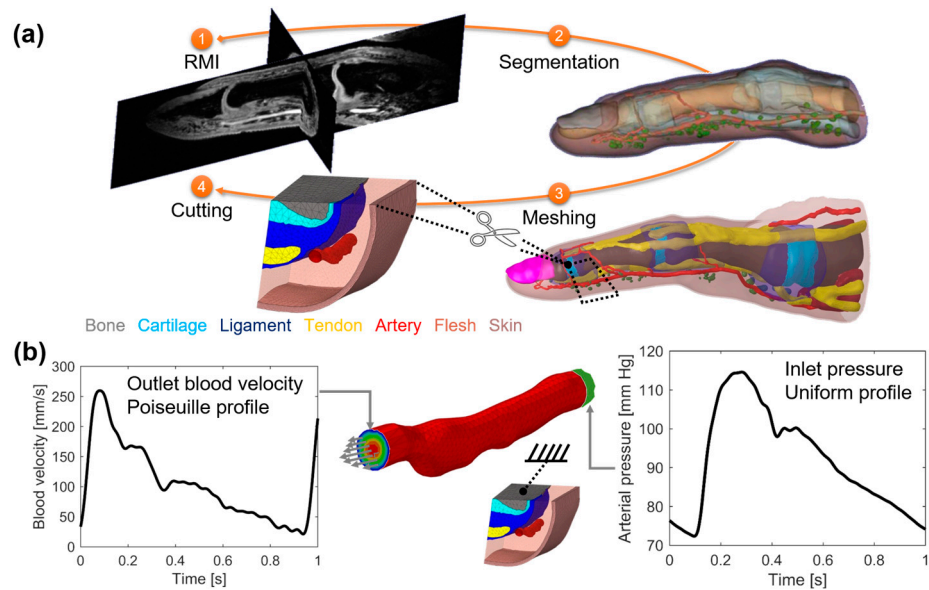 (a)
1
RMI
2
Segmentation
4
Cutting
3
Meshing
Bone Cartilage Ligament Tendon Artery Flesh Skin
(b)
Outlet blood velocity
Poiseuille profile
Blood velocity [mm/s]
300
250
200
150
100
50
0
0 0.2 0.4 0.6 0.8 1
Time [s]
Inlet pressure
Uniform profile
Arterial pressure [mm Hg]
120
110
100
90
80
70
0 0.2 0.4 0.6 0.8 1
Time [s]